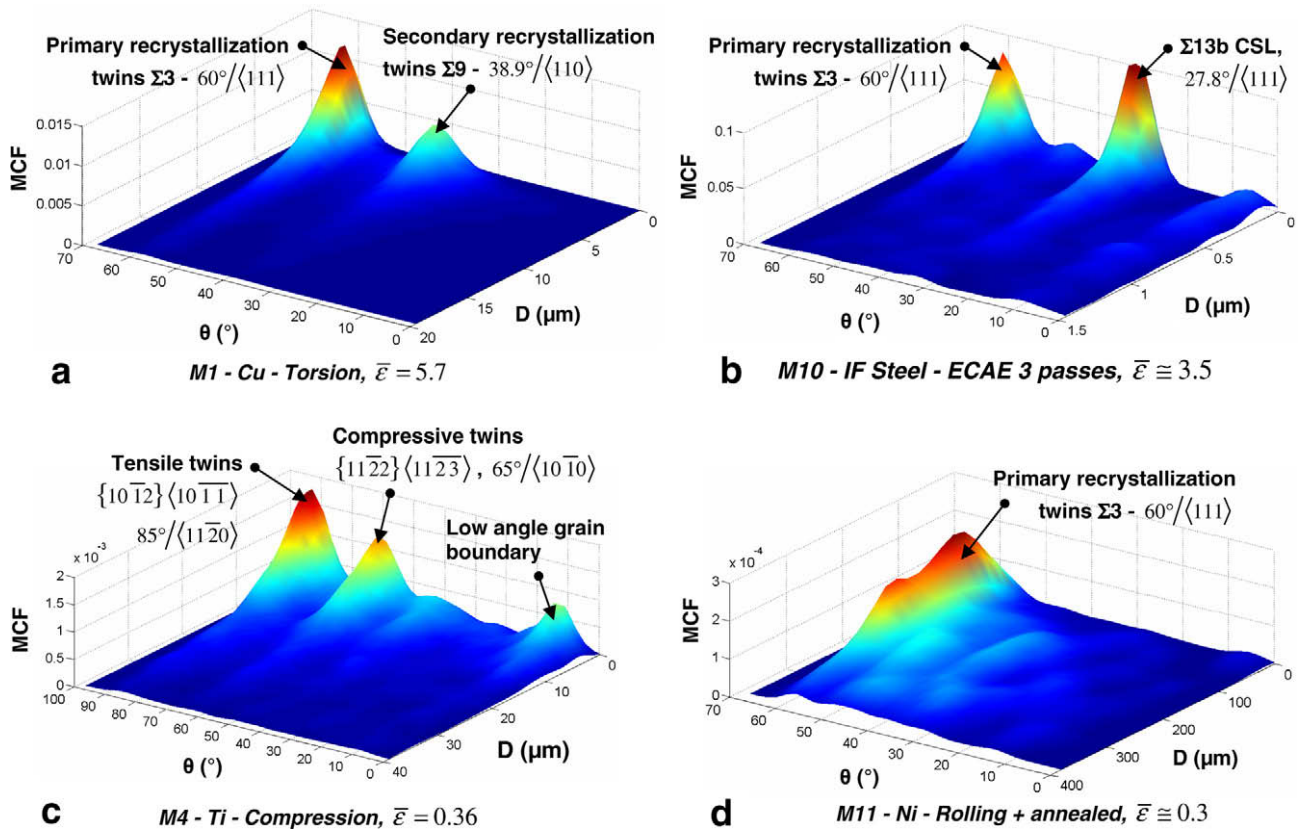 Primary recrystallization
twins Σ3 - 60°/⟨111⟩
Secondary recrystallization
twins Σ9 - 38.9°/⟨110⟩
0.015
0.01
0.005
0
MCF
70
60
50
40
30
20
10
0
θ (°)
0
5
10
15
20
D (µm)
a M1 - Cu - Torsion, ε̅ = 5.7
Primary recrystallization
twins Σ3 - 60°/⟨111⟩
Σ13b CSL,
27.8°/⟨111⟩
0.1
0.05
0
MCF
70
60
50
40
30
20
10
0
θ (°)
0
0.5
1
1.5
D (µm)
b M10 - IF Steel - ECAE 3 passes, ε̅ ≅ 3.5
Tensile twins
{101̅2}⟨101̅1̅⟩
85°/⟨112̅0⟩
Compressive twins
{112̅2}⟨112̅3̅⟩ , 65°/⟨101̅0⟩
Low angle grain
boundary
x 10⁻³
2
1.5
1
0.5
0
MCF
100
90
80
70
60
50
40
30
20
10
0
θ (°)
0
10
20
30
40
D (µm)
c M4 - Ti - Compression, ε̅ = 0.36
Primary recrystallization
twins Σ3 - 60°/⟨111⟩
x 10⁻⁴
3
2
1
0
MCF
70
60
50
40
30
20
10
0
θ (°)
0
100
200
300
400
D (µm)
d M11 - Ni - Rolling + annealed, ε̅ ≅ 0.3